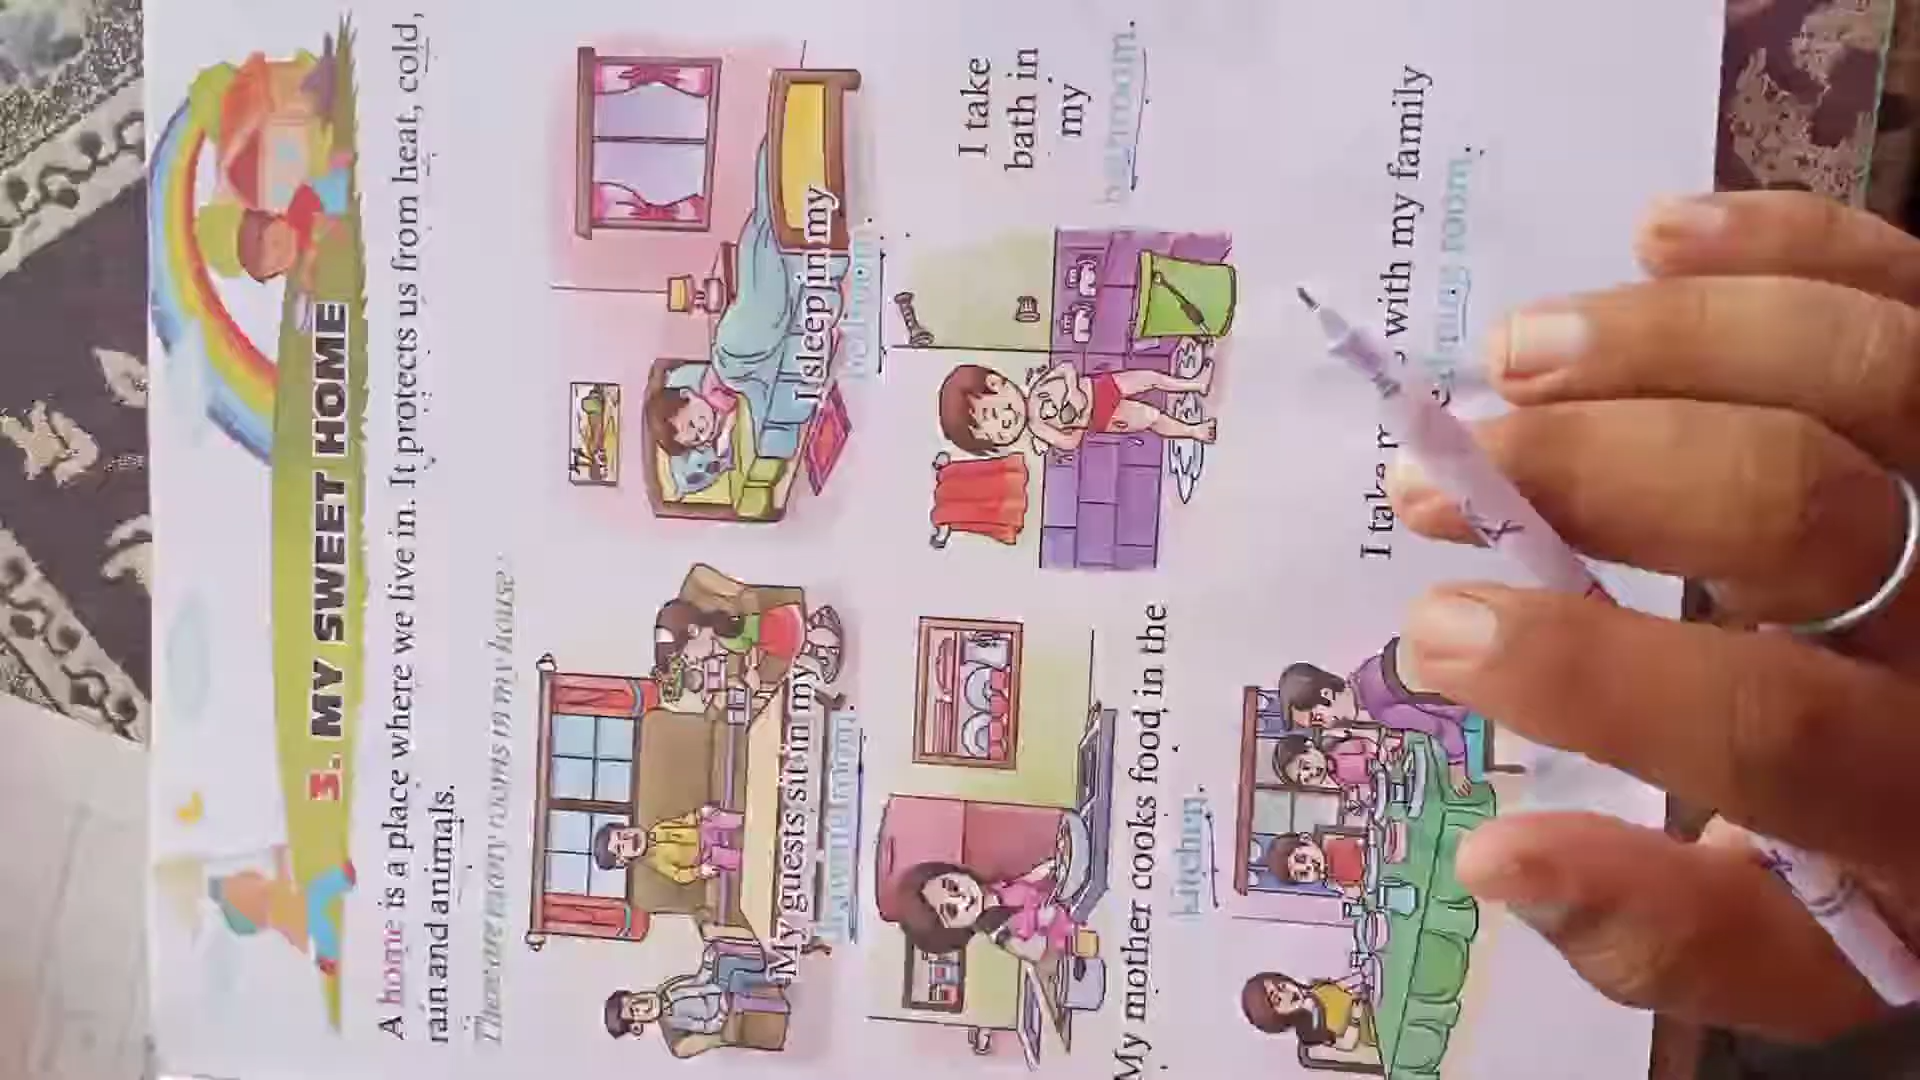 3. MY SWEET HOME
A home is a place where we live in. It protects us from heat, cold,
rain and animals.
There are many rooms in my house:
My guests sit in my
drawing room.
I sleep in my
bedroom.
My mother cooks food in the
kitchen.
I take
bath in
my
bathroom.
I take
with my family
room.